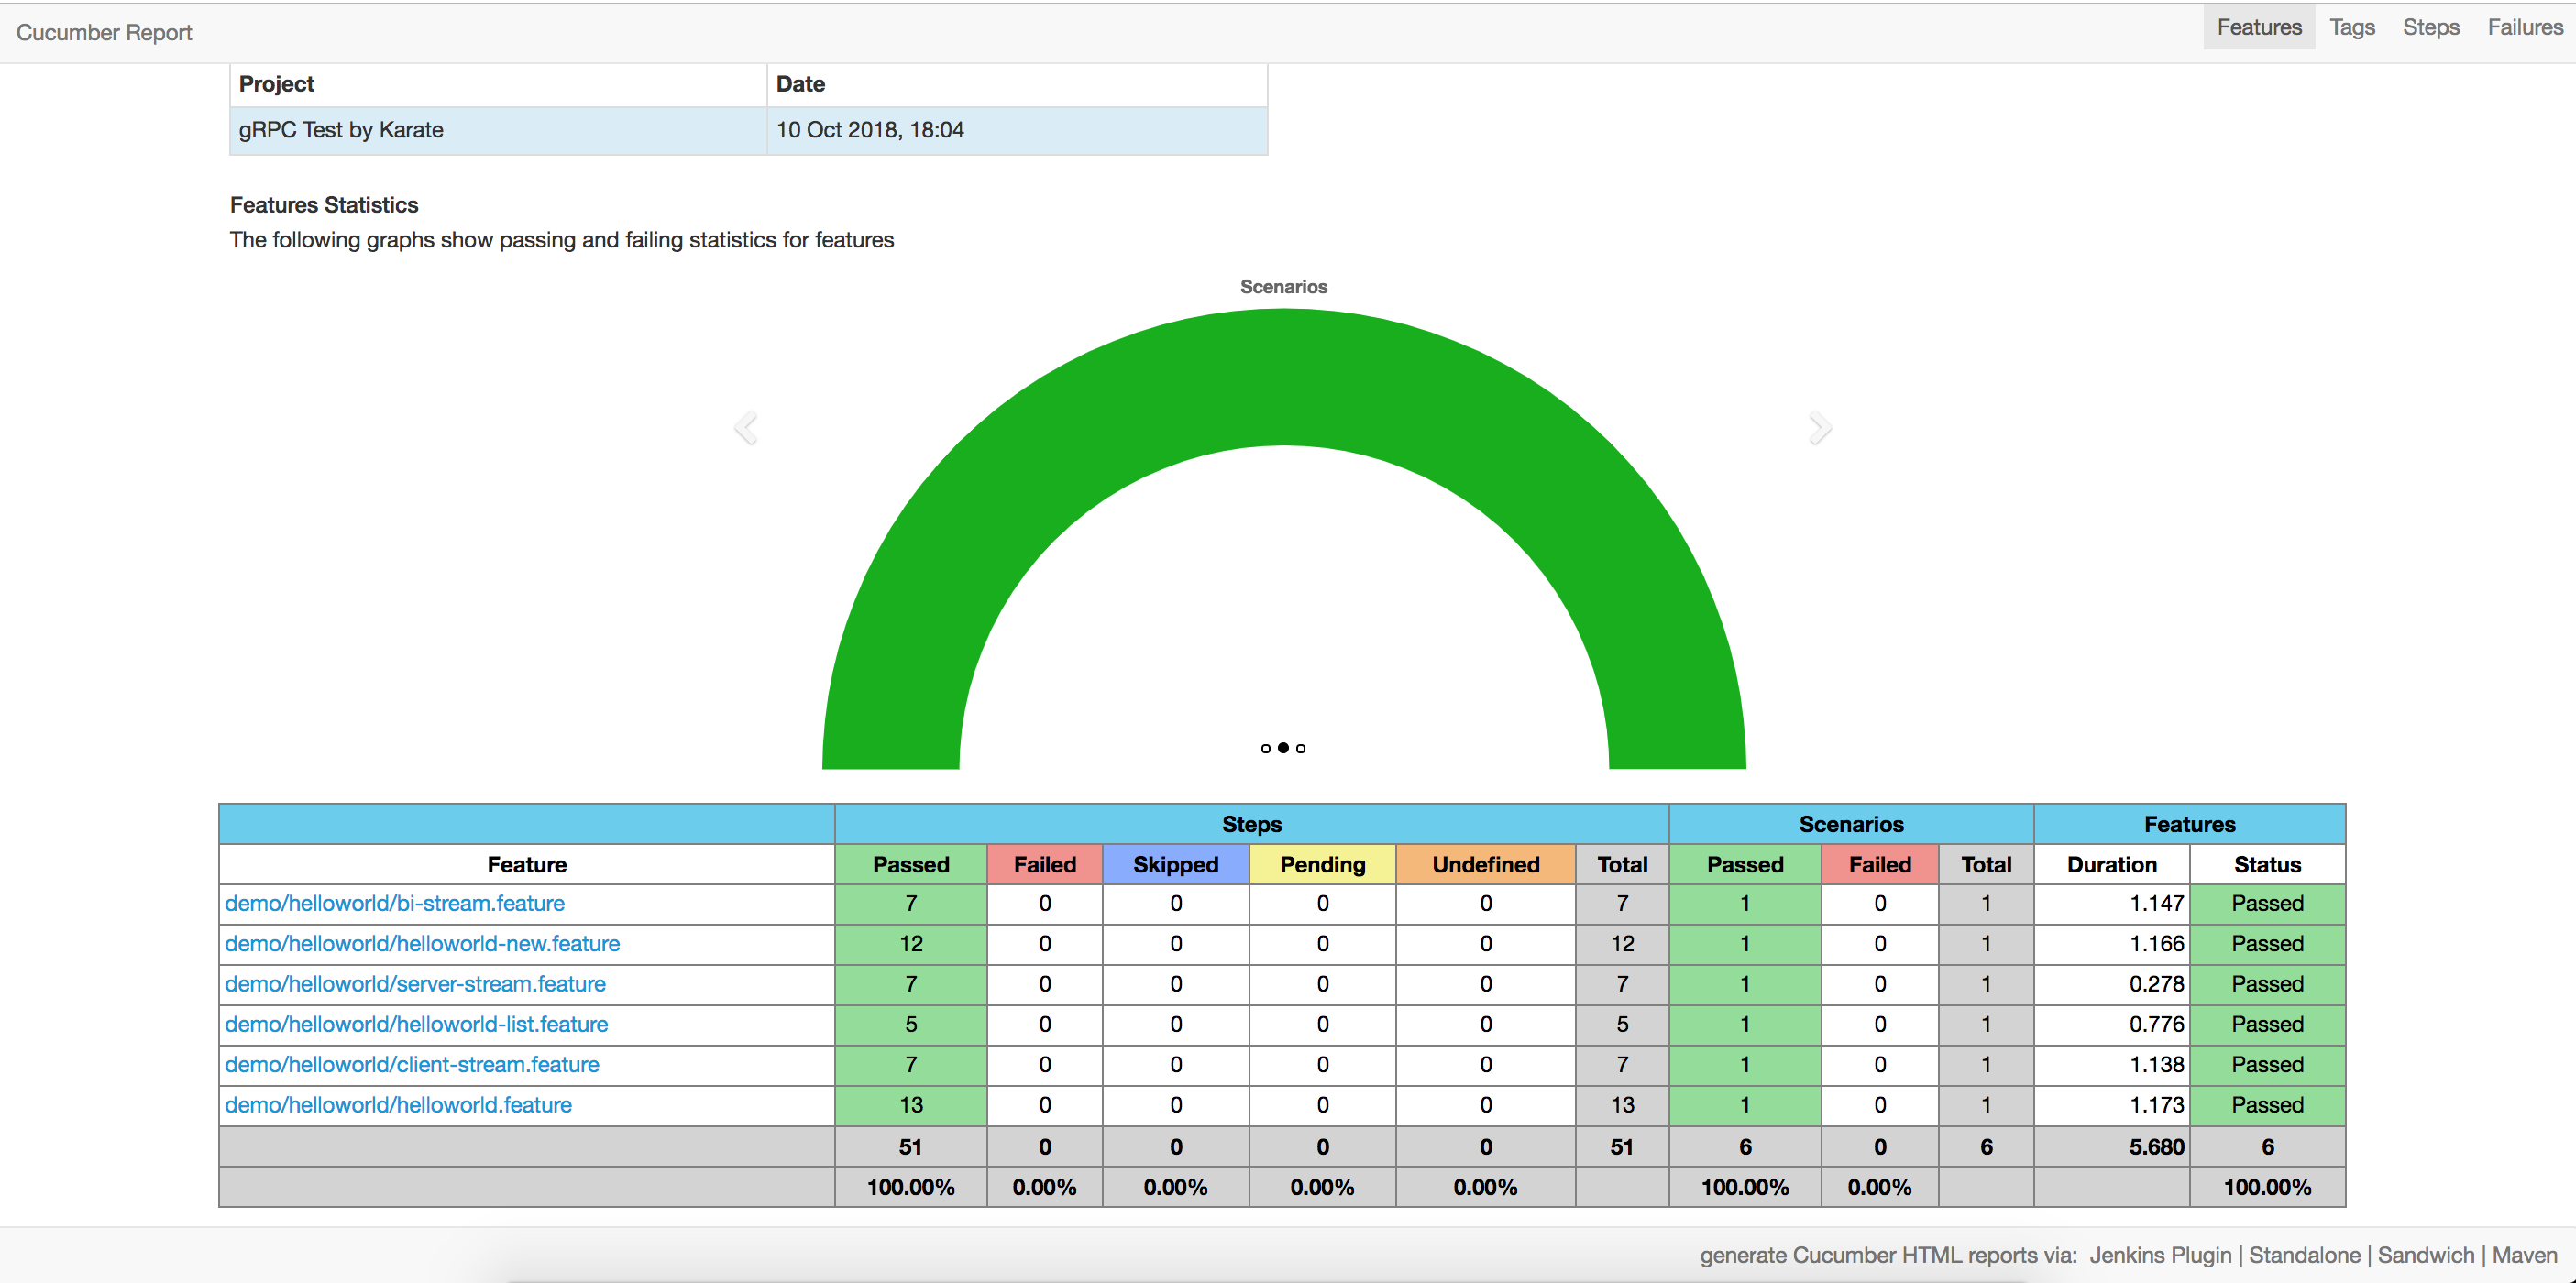 Cucumber Report Features Tags Steps Failures
Project Date
gRPC Test by Karate 10 Oct 2018, 18:04
Features Statistics
The following graphs show passing and failing statistics for features
Scenarios
Steps Scenarios Features
Feature Passed Failed Skipped Pending Undefined Total Passed Failed Total Duration Status
demo/helloworld/bi-stream.feature 7 0 0 0 0 7 1 0 1 1.147 Passed
demo/helloworld/helloworld-new.feature 12 0 0 0 0 12 1 0 1 1.166 Passed
demo/helloworld/server-stream.feature 7 0 0 0 0 7 1 0 1 0.278 Passed
demo/helloworld/helloworld-list.feature 5 0 0 0 0 5 1 0 1 0.776 Passed
demo/helloworld/client-stream.feature 7 0 0 0 0 7 1 0 1 1.138 Passed
demo/helloworld/helloworld.feature 13 0 0 0 0 13 1 0 1 1.173 Passed
51 0 0 0 0 51 6 0 6 5.680 6
100.00% 0.00% 0.00% 0.00% 0.00% 100.00% 0.00% 100.00%
generate Cucumber HTML reports via: Jenkins Plugin | Standalone | Sandwich | Maven